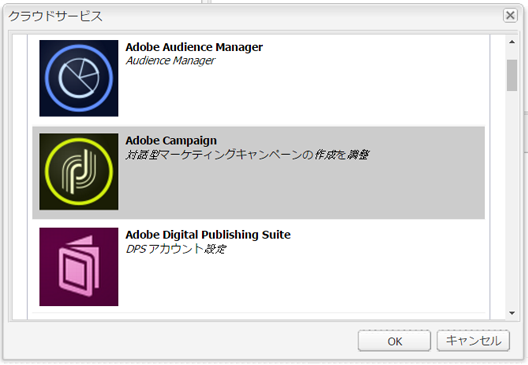 クラウドサービス
Adobe Audience Manager
Audience Manager
Adobe Campaign
対話型マーケティングキャンペーンの作成を調整
Adobe Digital Publishing Suite
DPS アカウント設定
OK
キャンセル